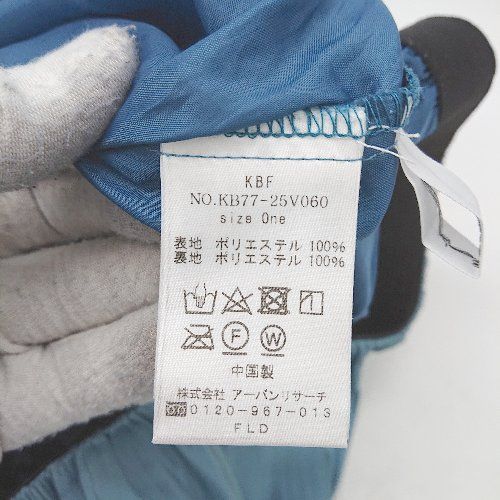 KBF
NO.KB77-25V060
size One
表地 ポリエステル 100%
裏地 ポリエステル 100%
F W
中国製
株式会社 アーバンリサーチ
0120-967-013
FLD